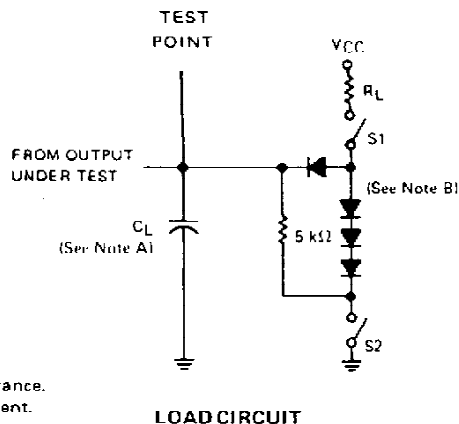 TEST
POINT
VCC
RL
S1
FROM OUTPUT
UNDER TEST
(See Note B)
CL
(See Note A)
5 kΩ
S2
ance.
ent.
LOAD CIRCUIT